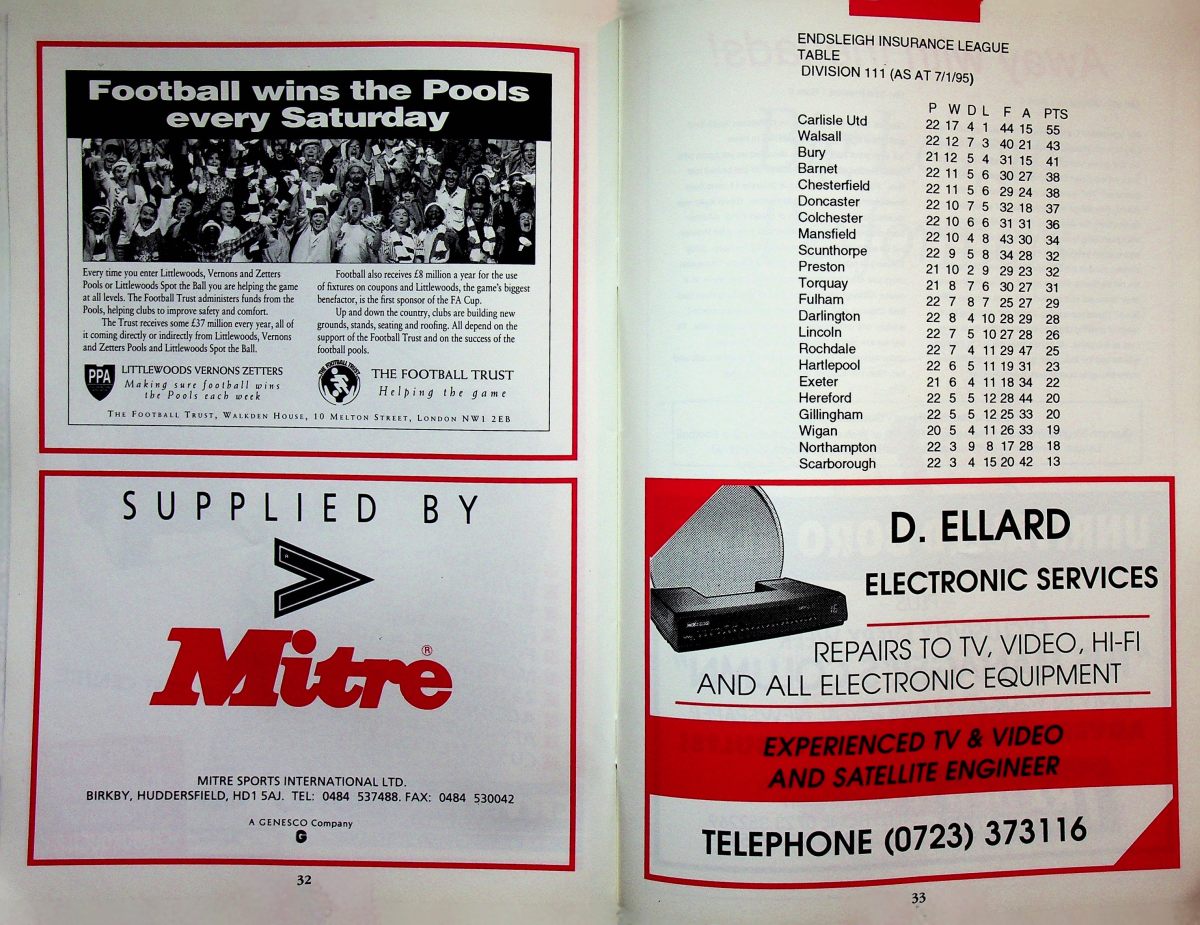 Football wins the Pools
every Saturday
Every time you enter Littlewoods, Vernons and Zetters
Pools or Littlewoods Spot the Ball you are helping the game
at all levels. The Football Trust administers funds from the
Pools, helping clubs to improve safety and comfort.
The Trust receives some £37 million every year, all of
it coming directly or indirectly from Littlewoods, Vernons
and Zetters Pools and Littlewoods Spot the Ball.
Football also receives £8 million a year for the use
of fixtures on coupons and Littlewoods, the game's biggest
benefactor, is the first sponsor of the FA Cup.
Up and down the country, clubs are building new
grounds, stands, seating and roofing. All depend on the
support of the Football Trust and on the success of the
football pools.
PPA
LITTLEWOODS VERNONS ZETTERS
Making sure football wins
the Pools each week
THE FOOTBALL TRUST
THE FOOTBALL TRUST
Helping the game
THE FOOTBALL TRUST, WALKDEN HOUSE, 10 MELTON STREET, LONDON NW1 2EB
SUPPLIED BY
Mitre®
MITRE SPORTS INTERNATIONAL LTD.
BIRKBY, HUDDERSFIELD, HD1 5AJ. TEL: 0484 537488. FAX: 0484 530042
A GENESCO Company
G
32
ENDSLEIGH INSURANCE LEAGUE
TABLE
DIVISION 111 (AS AT 7/1/95)
P W D L F A PTS
Carlisle Utd 22 17 4 1 44 15 55
Walsall 22 12 7 3 40 21 43
Bury 21 12 5 4 31 15 41
Barnet 22 11 5 6 30 27 38
Chesterfield 22 11 5 6 29 24 38
Doncaster 22 10 7 5 32 18 37
Colchester 22 10 6 6 31 31 36
Mansfield 22 10 4 8 43 30 34
Scunthorpe 22 9 5 8 34 28 32
Preston 21 10 2 9 29 23 32
Torquay 21 8 7 6 30 27 31
Fulham 22 7 8 7 25 27 29
Darlington 22 8 4 10 28 29 28
Lincoln 22 7 5 10 27 28 26
Rochdale 22 7 4 11 29 47 25
Hartlepool 22 6 5 11 19 31 23
Exeter 21 6 4 11 18 34 22
Hereford 22 5 5 12 28 44 20
Gillingham 22 5 5 12 25 33 20
Wigan 20 5 4 11 26 33 19
Northampton 22 3 9 8 17 28 18
Scarborough 22 3 4 15 20 42 13
D. ELLARD
ELECTRONIC SERVICES
REPAIRS TO TV, VIDEO, HI-FI
AND ALL ELECTRONIC EQUIPMENT
EXPERIENCED TV & VIDEO
AND SATELLITE ENGINEER
TELEPHONE (0723) 373116
33